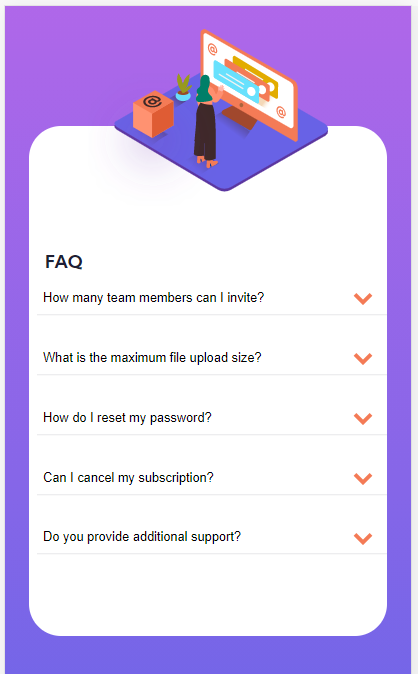 @
@
@
FAQ
How many team members can I invite?
What is the maximum file upload size?
How do I reset my password?
Can I cancel my subscription?
Do you provide additional support?